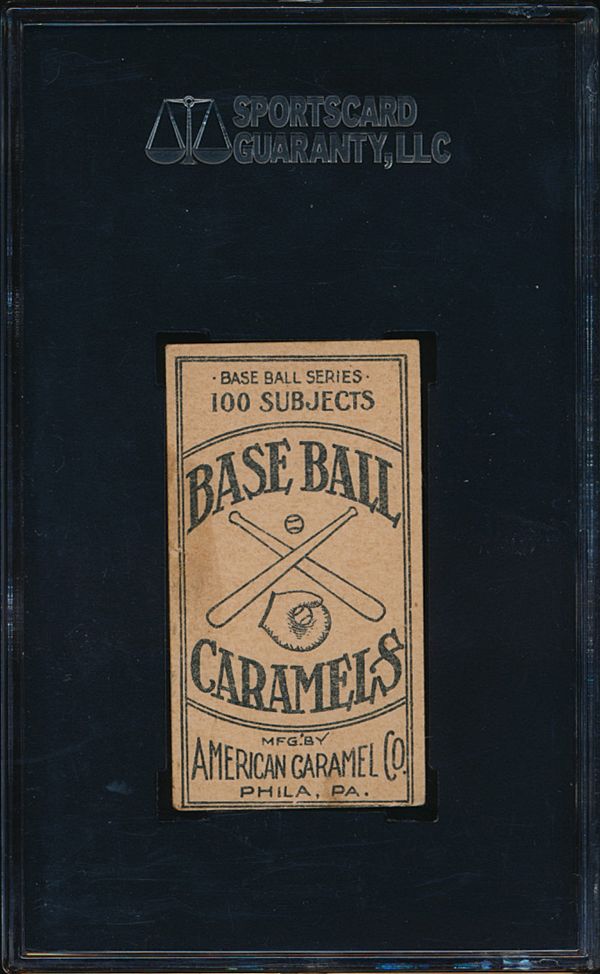 SPORTSCARD
GUARANTY, LLC
· BASE BALL SERIES ·
100 SUBJECTS
BASE BALL
CARAMELS
MFG. BY
AMERICAN CARAMEL CO.
PHILA, PA.